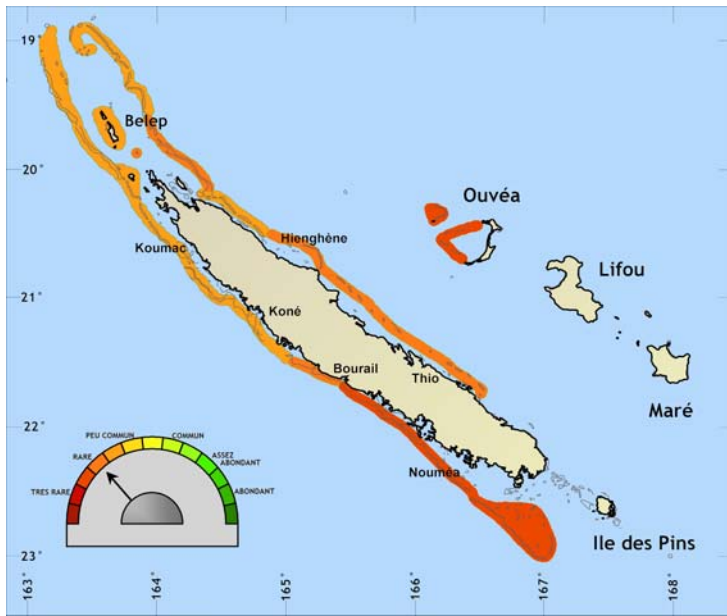 19°
Belep
20°
Ouvéa
Hienghène
Koumac
Lifou
21°
Koné
Bourail
Thio
Maré
22°
PEU COMMUN
COMMUN
RARE
ASSEZ
ABONDANT
TRES RARE
ABONDANT
Nouméa
Ile des Pins
23°
163°
164°
165°
166°
167°
168°